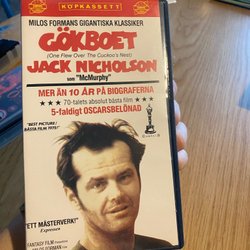 KÖPKASSETT
MILOS FORMANS GIGANTISKA KLASSIKER
GÖKBOET
(One Flew Over The Cuckoo's Nest)
JACK NICHOLSON
som "McMurphy"
MER ÄN 10 ÅR PÅ BIOGRAFERNA
70-talets absolut bästa film
5-faldigt OSCARSBELÖNAD
"BEST PICTURE/
BÄSTA FILM 1975"
"ETT MÄSTERVERK!"
Expressen
FANTASY FILM